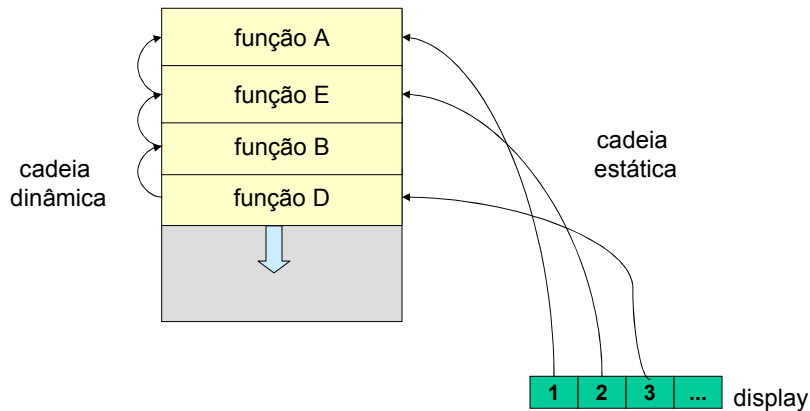 função A
função E
função B
função D
cadeia
dinâmica
cadeia
estática
1 2 3 ... display